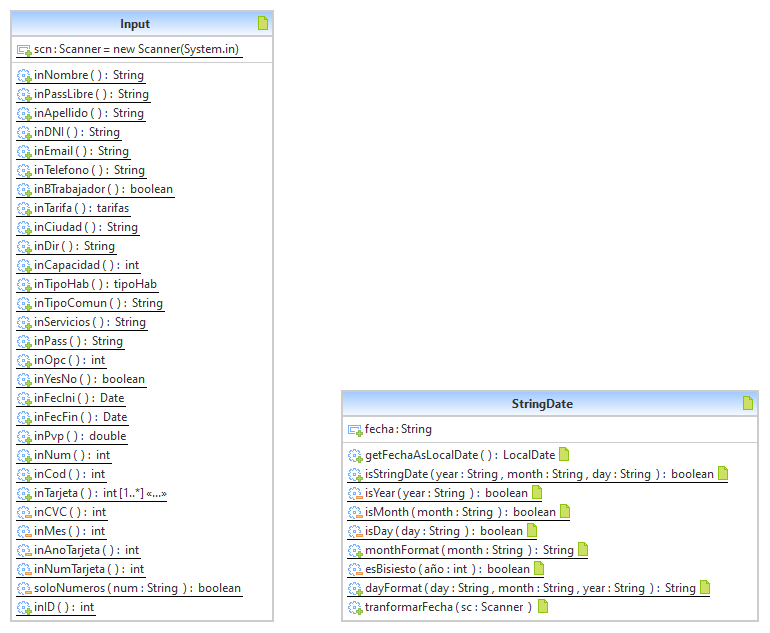 Input
scn : Scanner = new Scanner(System.in)
inNombre ( ) : String
inPassLibre ( ) : String
inApellido ( ) : String
inDNI ( ) : String
inEmail ( ) : String
inTelefono ( ) : String
inBTrabajador ( ) : boolean
inTarifa ( ) : tarifas
inCiudad ( ) : String
inDir ( ) : String
inCapacidad ( ) : int
inTipoHab ( ) : tipoHab
inTipoComun ( ) : String
inServicios ( ) : String
inPass ( ) : String
inOpc ( ) : int
inYesNo ( ) : boolean
inFecIni ( ) : Date
inFecFin ( ) : Date
inPvp ( ) : double
inNum ( ) : int
inCod ( ) : int
inTarjeta ( ) : int [1..*] «...»
inCVC ( ) : int
inMes ( ) : int
inAnoTarjeta ( ) : int
inNumTarjeta ( ) : int
soloNumeros ( num : String ) : boolean
inID ( ) : int
StringDate
fecha : String
getFechaAsLocalDate ( ) : LocalDate
isStringDate ( year : String , month : String , day : String ) : boolean
isYear ( year : String ) : boolean
isMonth ( month : String ) : boolean
isDay ( day : String ) : boolean
monthFormat ( month : String ) : String
esBisiesto ( año : int ) : boolean
dayFormat ( day : String , month : String , year : String ) : String
tranformarFecha ( sc : Scanner )